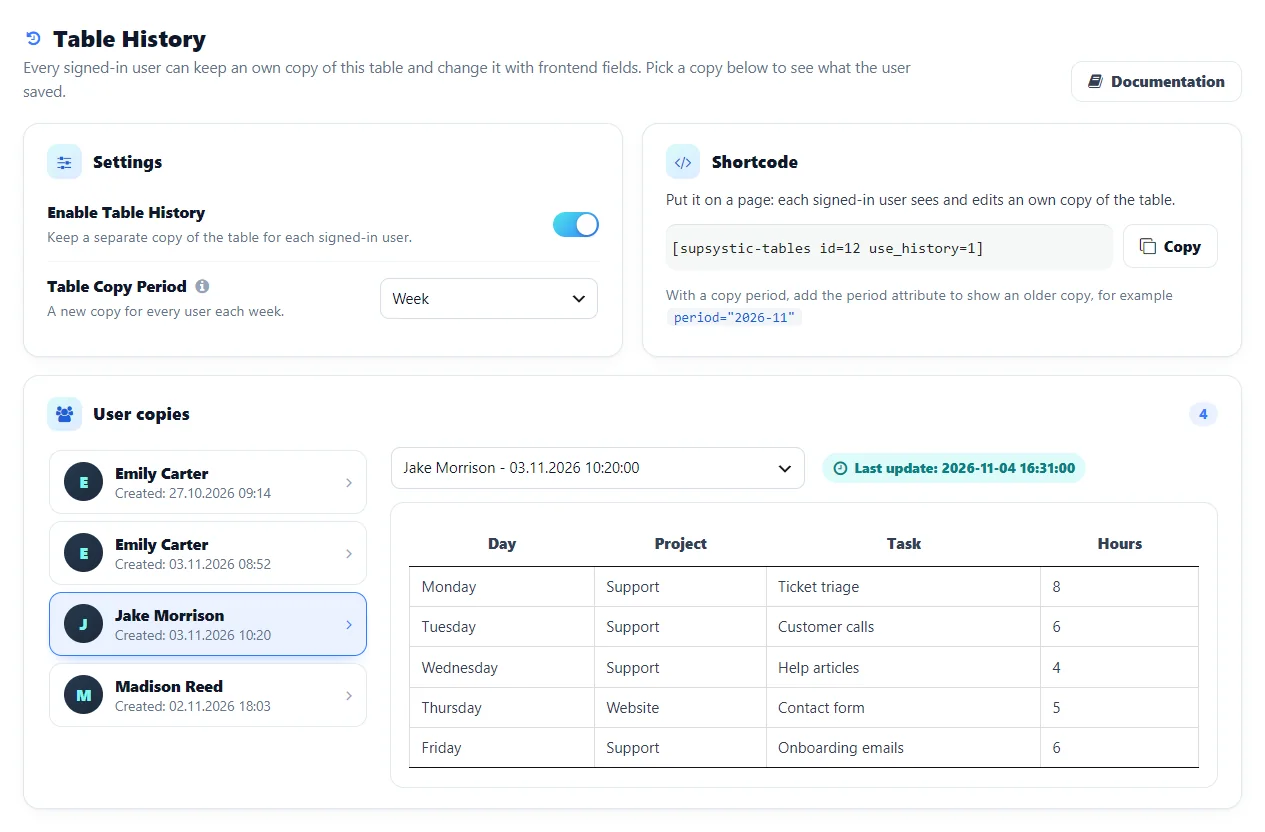 Table History
Every signed-in user can keep an own copy of this table and change it with frontend fields. Pick a copy below to see what the user
saved.
Documentation
Settings
Enable Table History
Keep a separate copy of the table for each signed-in user.
Table Copy Period
A new copy for every user each week.
Week
Shortcode
Put it on a page: each signed-in user sees and edits an own copy of the table.
[supsystic-tables id=12 use_history=1]
Copy
With a copy period, add the period attribute to show an older copy, for example
period="2026-11"
User copies
4
E
Emily Carter
Created: 27.10.2026 09:14
E
Emily Carter
Created: 03.11.2026 08:52
J
Jake Morrison
Created: 03.11.2026 10:20
M
Madison Reed
Created: 02.11.2026 18:03
Jake Morrison - 03.11.2026 10:20:00
Last update: 2026-11-04 16:31:00
Day Project Task Hours
Monday Support Ticket triage 8
Tuesday Support Customer calls 6
Wednesday Support Help articles 4
Thursday Website Contact form 5
Friday Support Onboarding emails 6